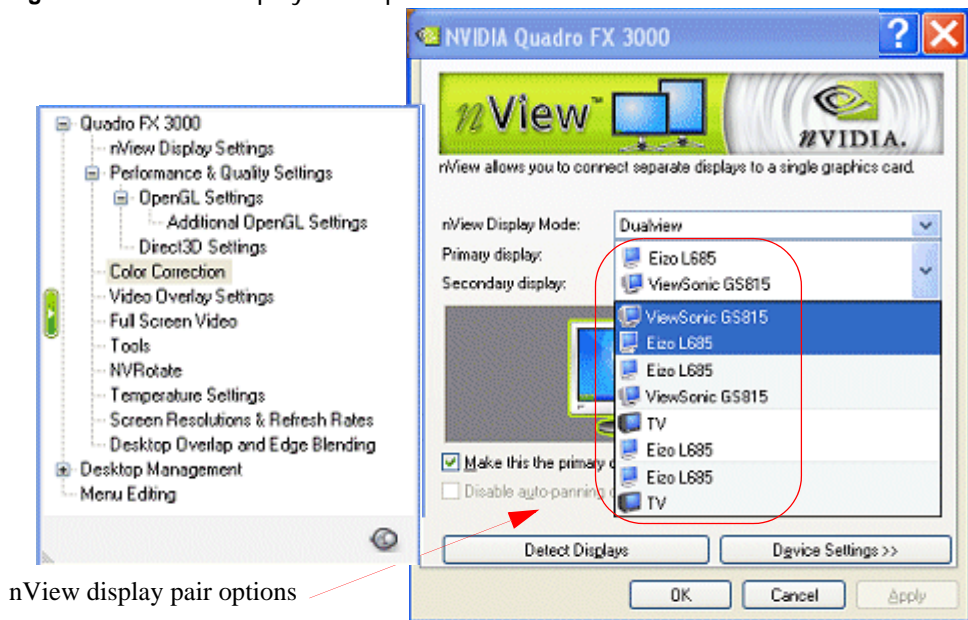 NVIDIA Quadro FX 3000
nView™
nVIDIA.
nView allows you to connect separate displays to a single graphics card.
Quadro FX 3000
nView Display Settings
Performance & Quality Settings
OpenGL Settings
Additional OpenGL Settings
Direct3D Settings
Color Correction
Video Overlay Settings
Full Screen Video
Tools
NVRotate
Temperature Settings
Screen Resolutions & Refresh Rates
Desktop Overlap and Edge Blending
Desktop Management
Menu Editing
nView Display Mode: Dualview
Primary display: Eizo L685
Secondary display: ViewSonic GS815
ViewSonic GS815
Eizo L685
Eizo L685
ViewSonic GS815
TV
Eizo L685
Eizo L685
TV
Make this the primary
Disable auto-panning
Detect Displays
Device Settings >>
OK
Cancel
Apply
nView display pair options